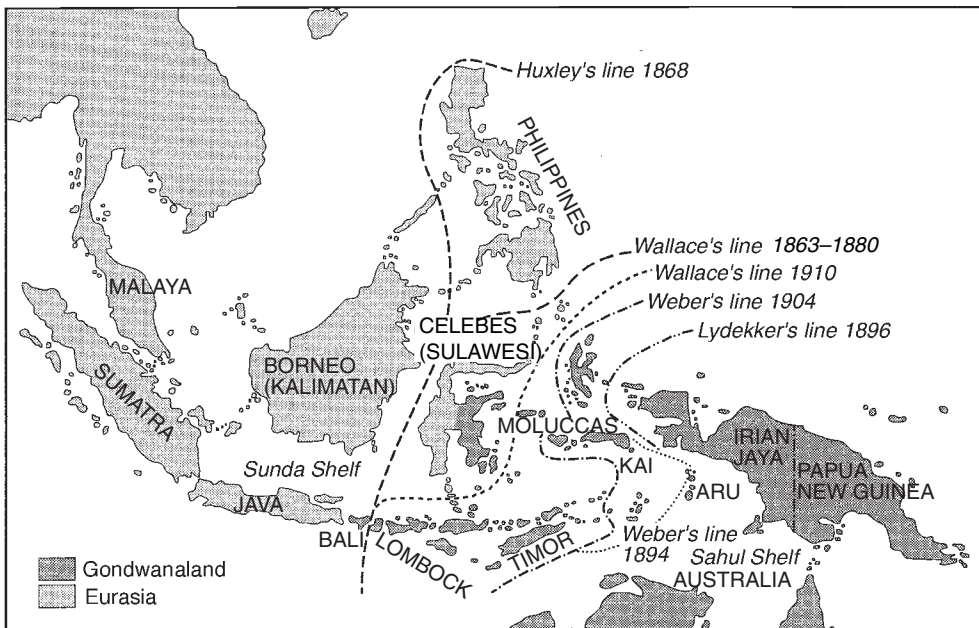 Huxley's line 1868
PHILIPPINES
Wallace's line 1863–1880
Wallace's line 1910
Weber's line 1904
Lydekker's line 1896
MALAYA
CELEBES
(SULAWESI)
BORNEO
(KALIMATAN)
SUMATRA
MOLUCCAS
IRIAN
JAYA
PAPUA
NEW GUINEA
Sunda Shelf
KAI
ARU
JAVA
BALI
LOMBOCK
TIMOR
Weber's line
1894
Sahul Shelf
AUSTRALIA
Gondwanaland
Eurasia